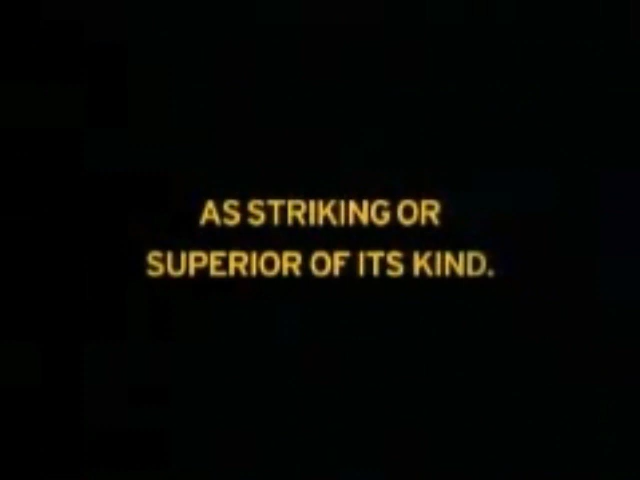 AS STRIKING OR
SUPERIOR OF ITS KIND.